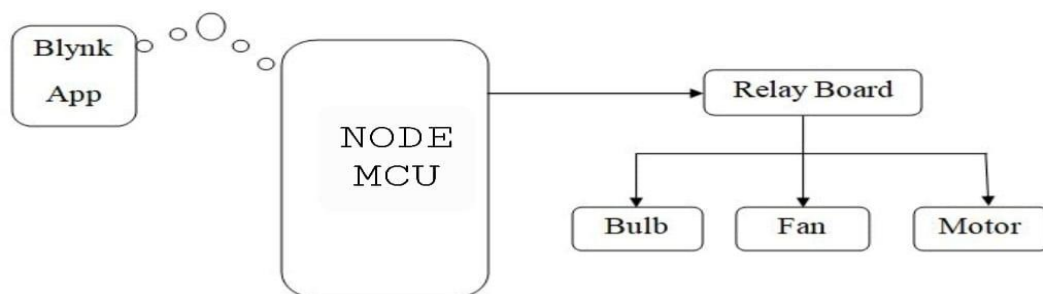 Blynk
App
NODE
MCU
Relay Board
Bulb
Fan
Motor